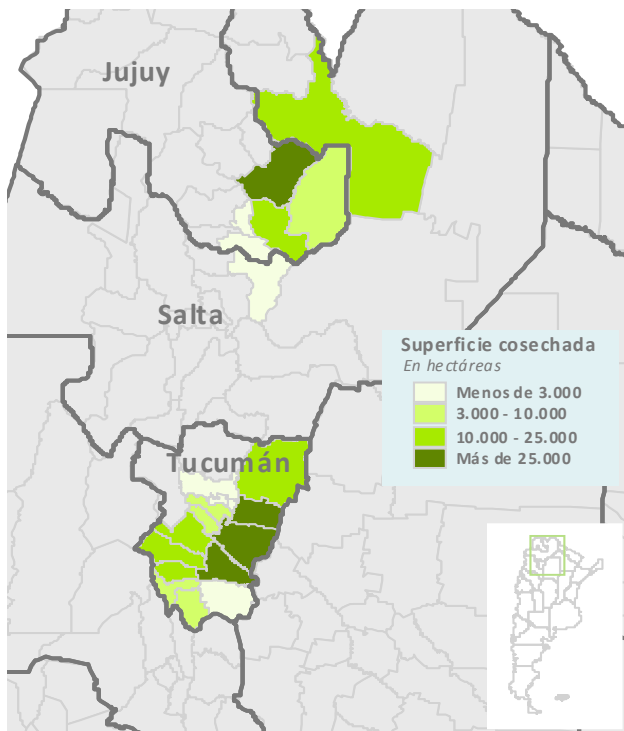 Jujuy
Salta
Superficie cosechada
En hectáreas
Menos de 3.000
3.000 - 10.000
10.000 - 25.000
Más de 25.000
Tucumán